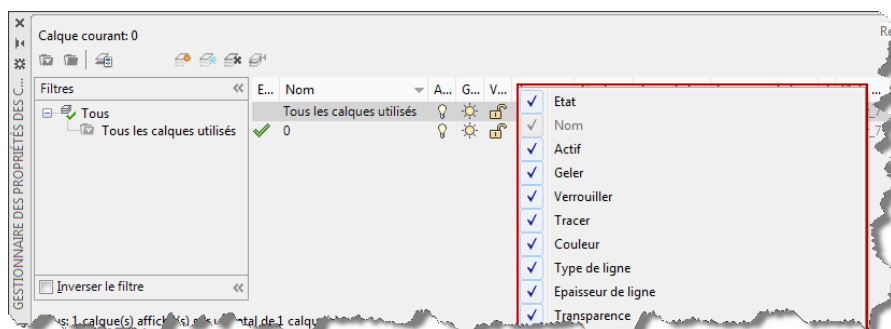 Calque courant: 0
Re
Filtres
E... Nom A... G... V...
Tous
Tous les calques utilisés
Tous les calques utilisés
0
Inverser le filtre
GESTIONNAIRE DES PROPRIÉTÉS DES C...
Etat
Nom
Actif
Geler
Verrouiller
Tracer
Couleur
Type de ligne
Epaisseur de ligne
Transparence